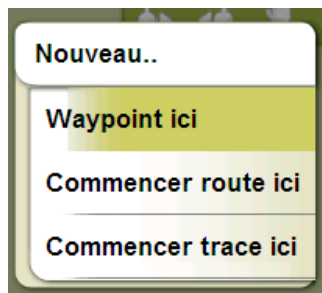 Nouveau..
Waypoint ici
Commencer route ici
Commencer trace ici